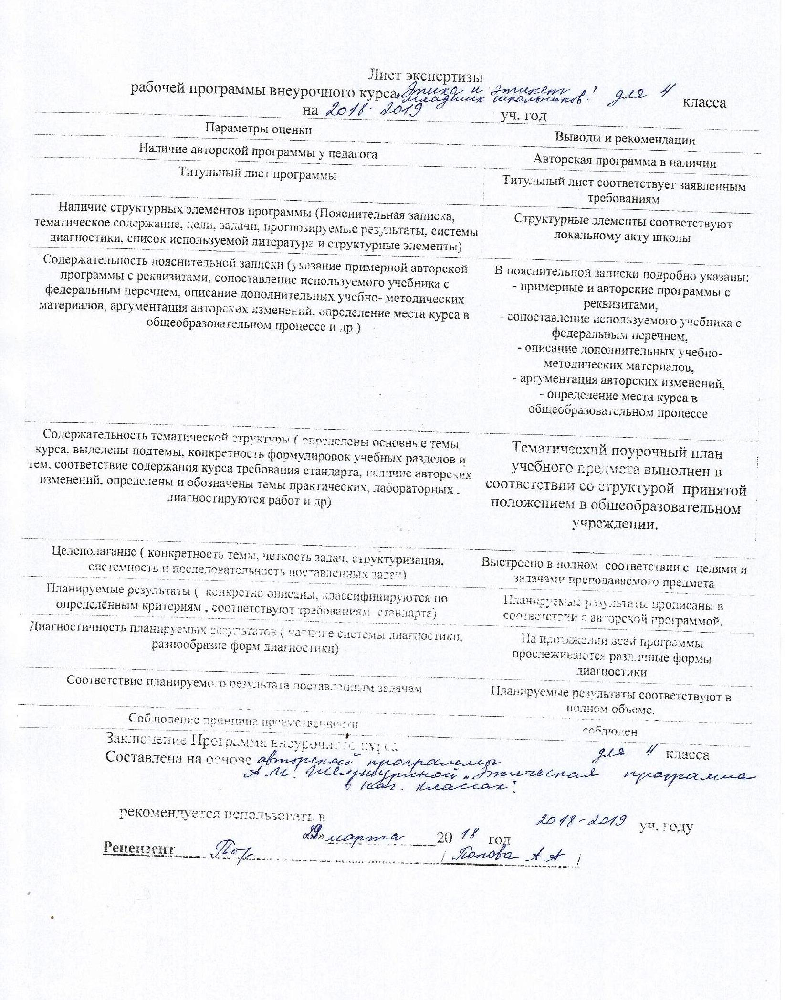 Лист экспертизы
рабочей программы внеурочного курса „Этика и этикет для 4 класса
младших школьников."
на 2018-2019 уч. год
Параметры оценки
Выводы и рекомендации
Наличие авторской программы у педагога
Авторская программа в наличии
Титульный лист программы
Титульный лист соответствует заявленным
требованиям
Наличие структурных элементов программы (Пояснительная записка,
тематическое содержание, цели, задачи, прогнозируемые результаты, системы
диагностики, список используемой литературе и структурные элементы)
Структурные элементы соответствуют
локальному акту школы
Содержательность пояснительной записки (указание примерной авторской
программы с реквизитами, сопоставление используемого учебника с
федеральным перечнем, описание дополнительных учебно- методических
материалов, аргументация авторских изменений, определение места курса в
общеобразовательном процессе и др )
В пояснительной записки подробно указаны:
- примерные и авторские программы с
реквизитами,
- сопоставление используемого учебника с
федеральным перечнем,
- описание дополнительных учебно-
методических материалов,
- аргументация авторских изменений,
- определение места курса в
общеобразовательном процессе
Содержательность тематической структуры ( определены основные темы
курса, выделены подтемы, конкретность формулировок учебных разделов и
тем, соответствие содержания курса требования стандарта, наличие авторских
изменений, определены и обозначены темы практических, лабораторных ,
диагностируются работ и др)
Тематический поурочный план
учебного предмета выполнен в
соответствии со структурой принятой
положением в общеобразовательном
учреждении.
Целеполагание ( конкретность темы, четкость задач, структуризация,
системность и последовательность поставленных задач)
Выстроено в полном соответствии с целями и
задачами преподаваемого предмета
Планируемые результаты ( конкретно описаны, классифицируются по
определённым критериям , соответствуют требованиям стандарта)
Планируемые результаты прописаны в
соответствии с авторской программой.
Диагностичность планируемых результатов ( наличие системы диагностики,
разнообразие форм диагностики)
На протяжении всей программы
прослеживаются различные формы
диагностики
Соответствие планируемого результата поставленным задачам
Планируемые результаты соответствуют в
полном объеме.
Соблюдение принципа преемственности
соблюден
Заключение Программа внеурочного курса для 4 класса
Составлена на основе авторской программы
А.И. Шемшуриной „Этическая программа
в нач. классах".
рекомендуется использовать в 2018-2019 уч. году
29» марта 20 18 год
Рецензент Пор / Попова А А /